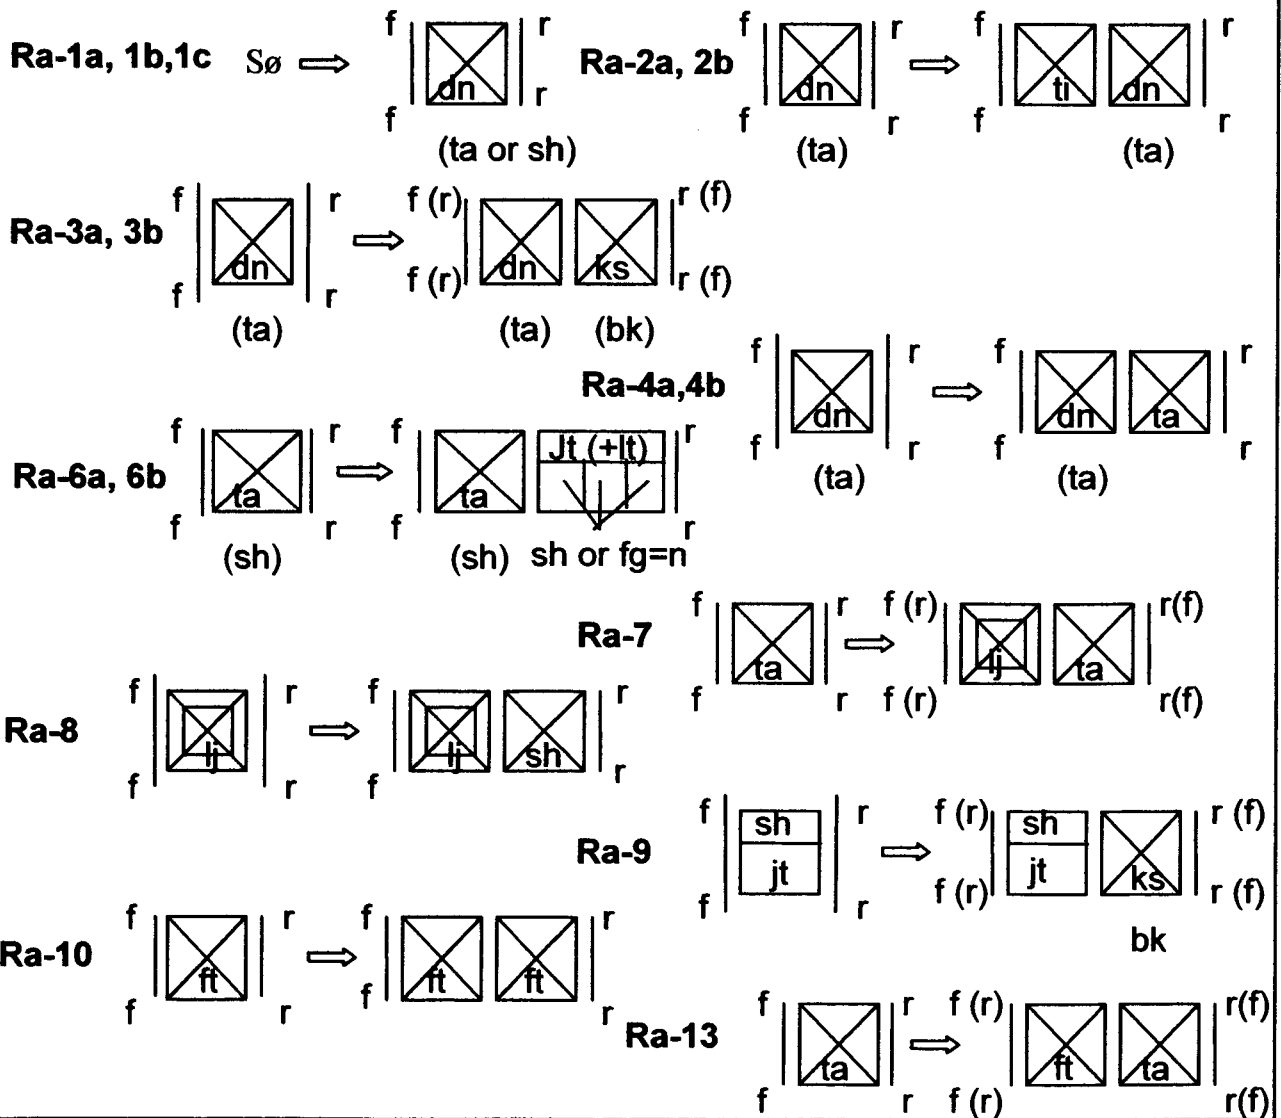 f r f r f r
Ra-1a, 1b,1c Sø ⇒ dn Ra-2a, 2b dn ⇒ ti dn
f r f r f r
(ta or sh) (ta) (ta)
f r f (r) r (f)
Ra-3a, 3b dn ⇒ dn ks
f r f (r) r (f)
(ta) (ta) (bk)
f r f r
Ra-4a,4b dn ⇒ dn ta
f r f r
(ta) (ta)
f r f Jt (+lt) r
Ra-6a, 6b ta ⇒ ta
f r f r
(sh) (sh) sh or fg=n
f r f (r) r(f)
Ra-7 ta ⇒ lj ta
f r f (r) r(f)
f r f r
Ra-8 lj ⇒ lj sh
f r f r
f sh r f (r) sh r (f)
Ra-9 jt ⇒ jt ks
f r f (r) r (f)
bk
f r f r
Ra-10 ft ⇒ ft ft
f r f r
f r f (r) r(f)
Ra-13 ta ⇒ ft ta
f r f (r) r(f)